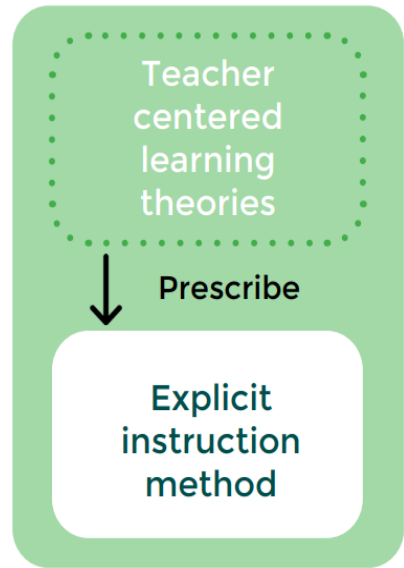 Teacher
centered
learning
theories
Prescribe
Explicit
instruction
method